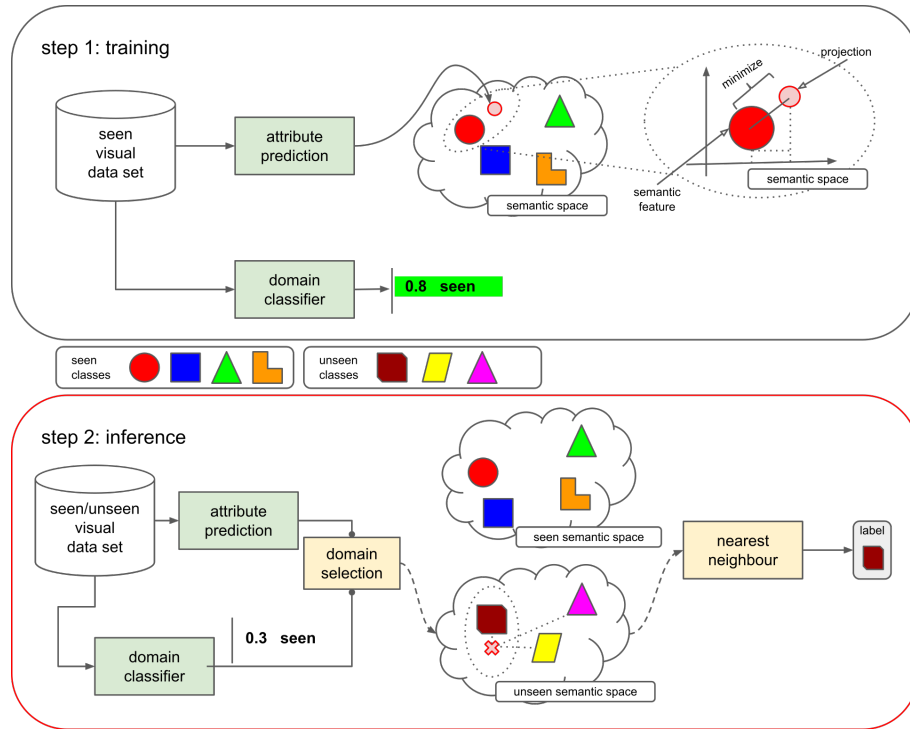 step 1: training
seen
visual
data set
attribute
prediction
semantic space
minimize
projection
semantic
feature
semantic space
domain
classifier
0.8 seen
seen
classes
unseen
classes
step 2: inference
seen/unseen
visual
data set
attribute
prediction
domain
selection
domain
classifier
0.3 seen
seen semantic space
unseen semantic space
nearest
neighbour
label